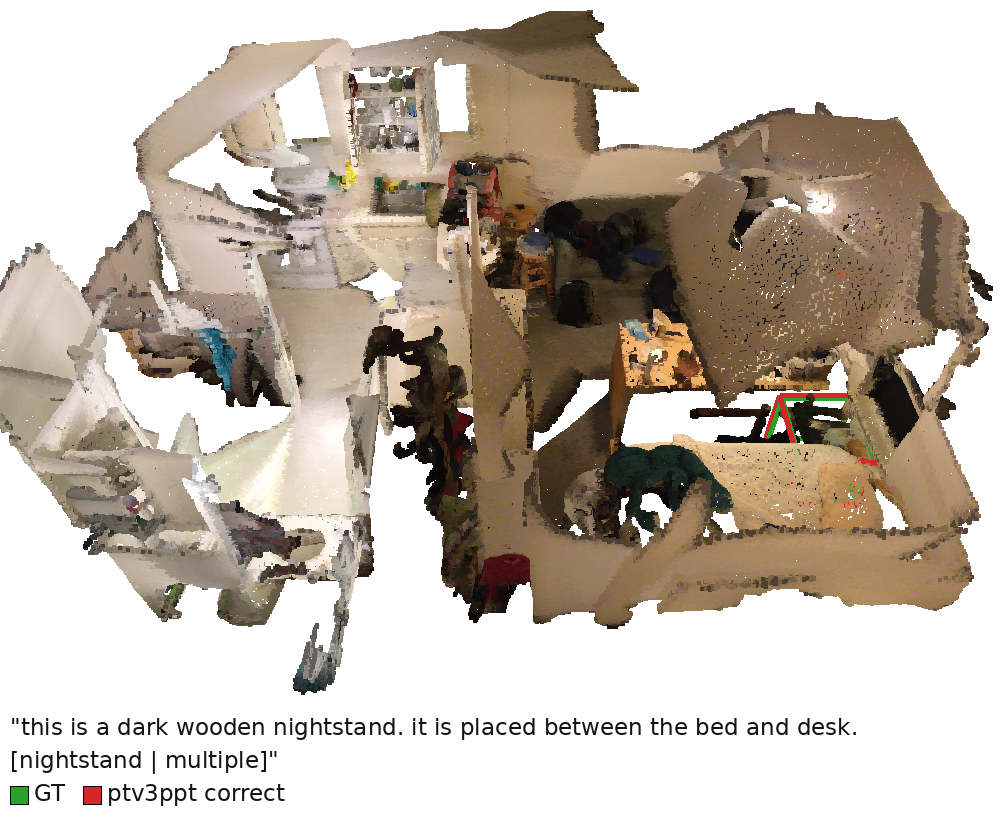 "this is a dark wooden nightstand. it is placed between the bed and desk.
[nightstand | multiple]"
GT ptv3ppt correct